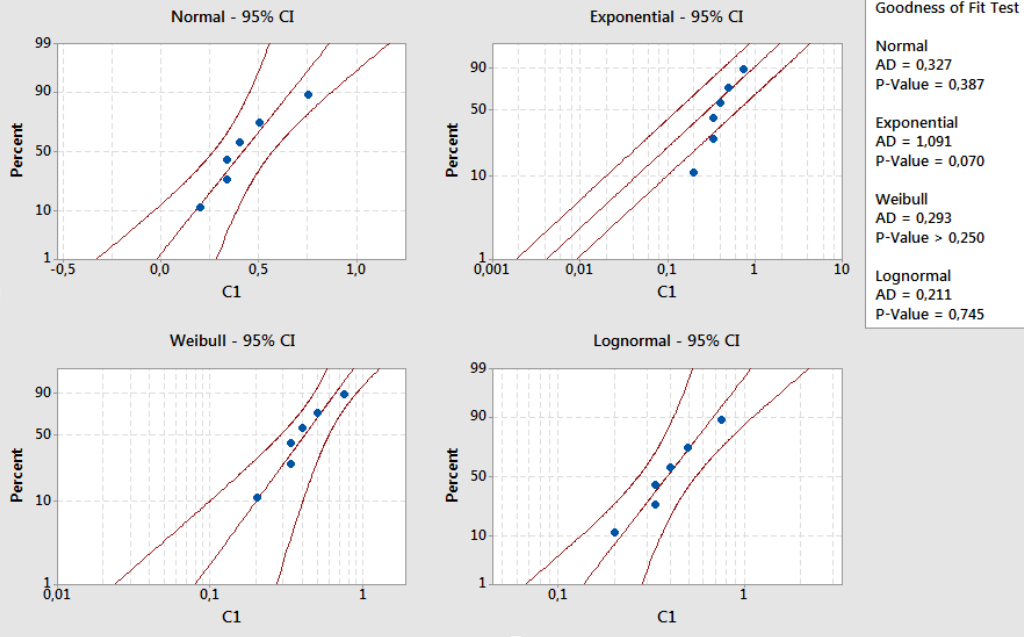 Normal - 95% CI
99
90
50
10
1
Percent
-0,5 0,0 0,5 1,0
C1
Exponential - 95% CI
90
50
10
1
Percent
0,001 0,01 0,1 1 10
C1
Goodness of Fit Test
Normal
AD = 0,327
P-Value = 0,387
Exponential
AD = 1,091
P-Value = 0,070
Weibull
AD = 0,293
P-Value > 0,250
Lognormal
AD = 0,211
P-Value = 0,745
Weibull - 95% CI
90
50
10
1
Percent
0,01 0,1 1
C1
Lognormal - 95% CI
99
90
50
10
1
Percent
0,1 1
C1